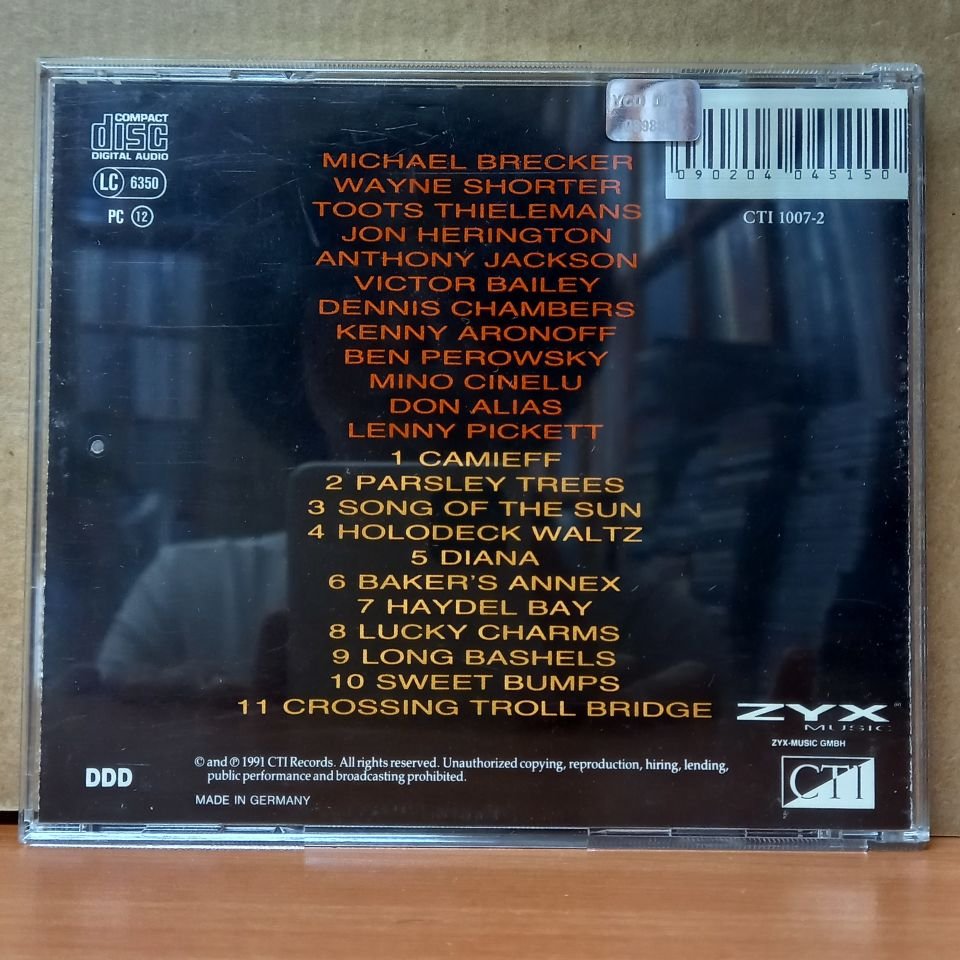 COMPACT
disc
DIGITAL AUDIO
LC 6350
PC 12
0 90204 04515 0
CTI 1007-2
MICHAEL BRECKER
WAYNE SHORTER
TOOTS THIELEMANS
JON HERINGTON
ANTHONY JACKSON
VICTOR BAILEY
DENNIS CHAMBERS
KENNY ARONOFF
BEN PEROWSKY
MINO CINELU
DON ALIAS
LENNY PICKETT
1 CAMIEFF
2 PARSLEY TREES
3 SONG OF THE SUN
4 HOLODECK WALTZ
5 DIANA
6 BAKER'S ANNEX
7 HAYDEL BAY
8 LUCKY CHARMS
9 LONG BASHELS
10 SWEET BUMPS
11 CROSSING TROLL BRIDGE
ZYX
MUSIC
ZYX-MUSIC GMBH
CTI
DDD
© and ℗ 1991 CTI Records. All rights reserved. Unauthorized copying, reproduction, hiring, lending,
public performance and broadcasting prohibited.
MADE IN GERMANY